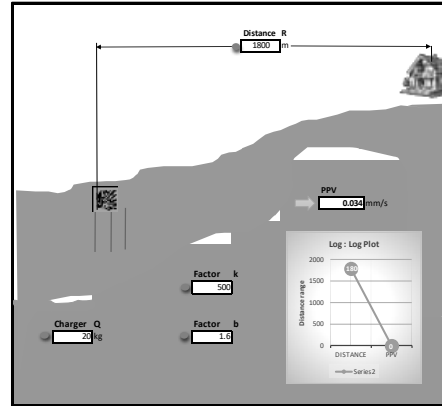 Distance R
1800 m
PPV
0.034 mm/s
Log : Log Plot
Distance range
2000
1500
1000
500
0
180
0
DISTANCE PPV
Series2
Factor k
500
Charger Q
20 kg
Factor b
1.6